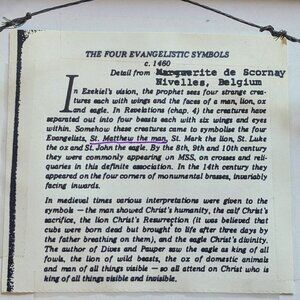 THE FOUR EVANGELISTIC SYMBOLS
c. 1460
Detail from Marguerite de Scornay
Nivelles, Belgium
In Ezekiel's vision, the prophet sees four strange crea-
tures each with wings and the faces of a man, lion, ox
and eagle. In Revelations (chap. 4) the creatures have
separated out into four beasts each with six wings and eyes
within. Somehow these creatures came to symbolise the four
Evangelists, St. Matthew the man, St. Mark the lion, St. Luke
the ox and St. John the eagle. By the 8th, 9th and 10th century
they were commonly appearing on MSS, on crosses and reli-
quaries in this definite association. In the 14th century they
appeared on the four corners of monumental brasses, invariably
facing inwards.
In medieval times various interpretations were given to the
symbols — the man showed Christ's humanity, the calf Christ's
sacrifice, the lion Christ's Resurrection (it was believed that
cubs were born dead but brought to life after three days by
the father breathing on them), and the eagle Christ's divinity.
The author of Dives and Pauper saw the eagle as king of all
fowls, the lion of wild beasts, the ox of domestic animals
and man of all things visible — so all attend on Christ who is
king of all things visible and invisible.